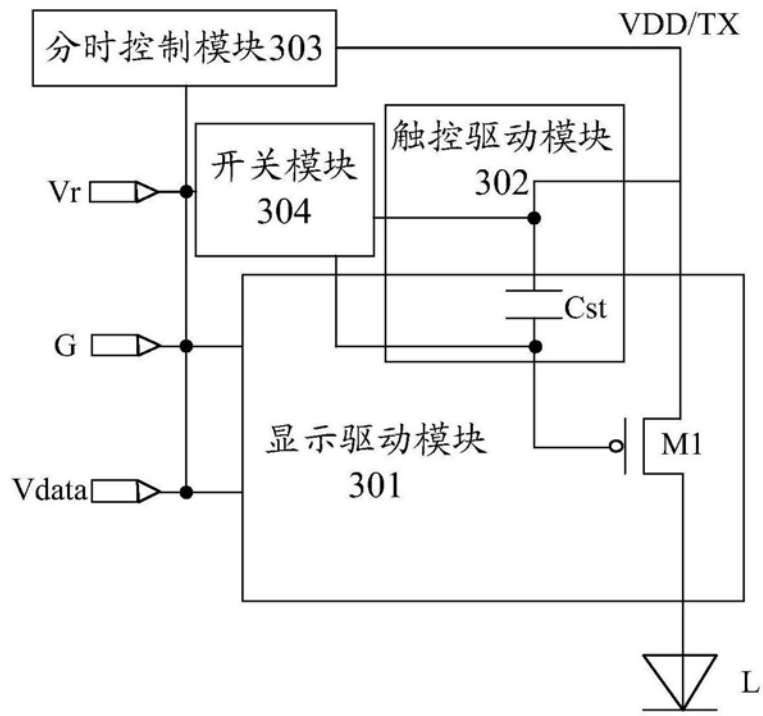 VDD/TX
分时控制模块303
触控驱动模块
302
开关模块
304
Vr
Cst
G
显示驱动模块
301
M1
Vdata
L